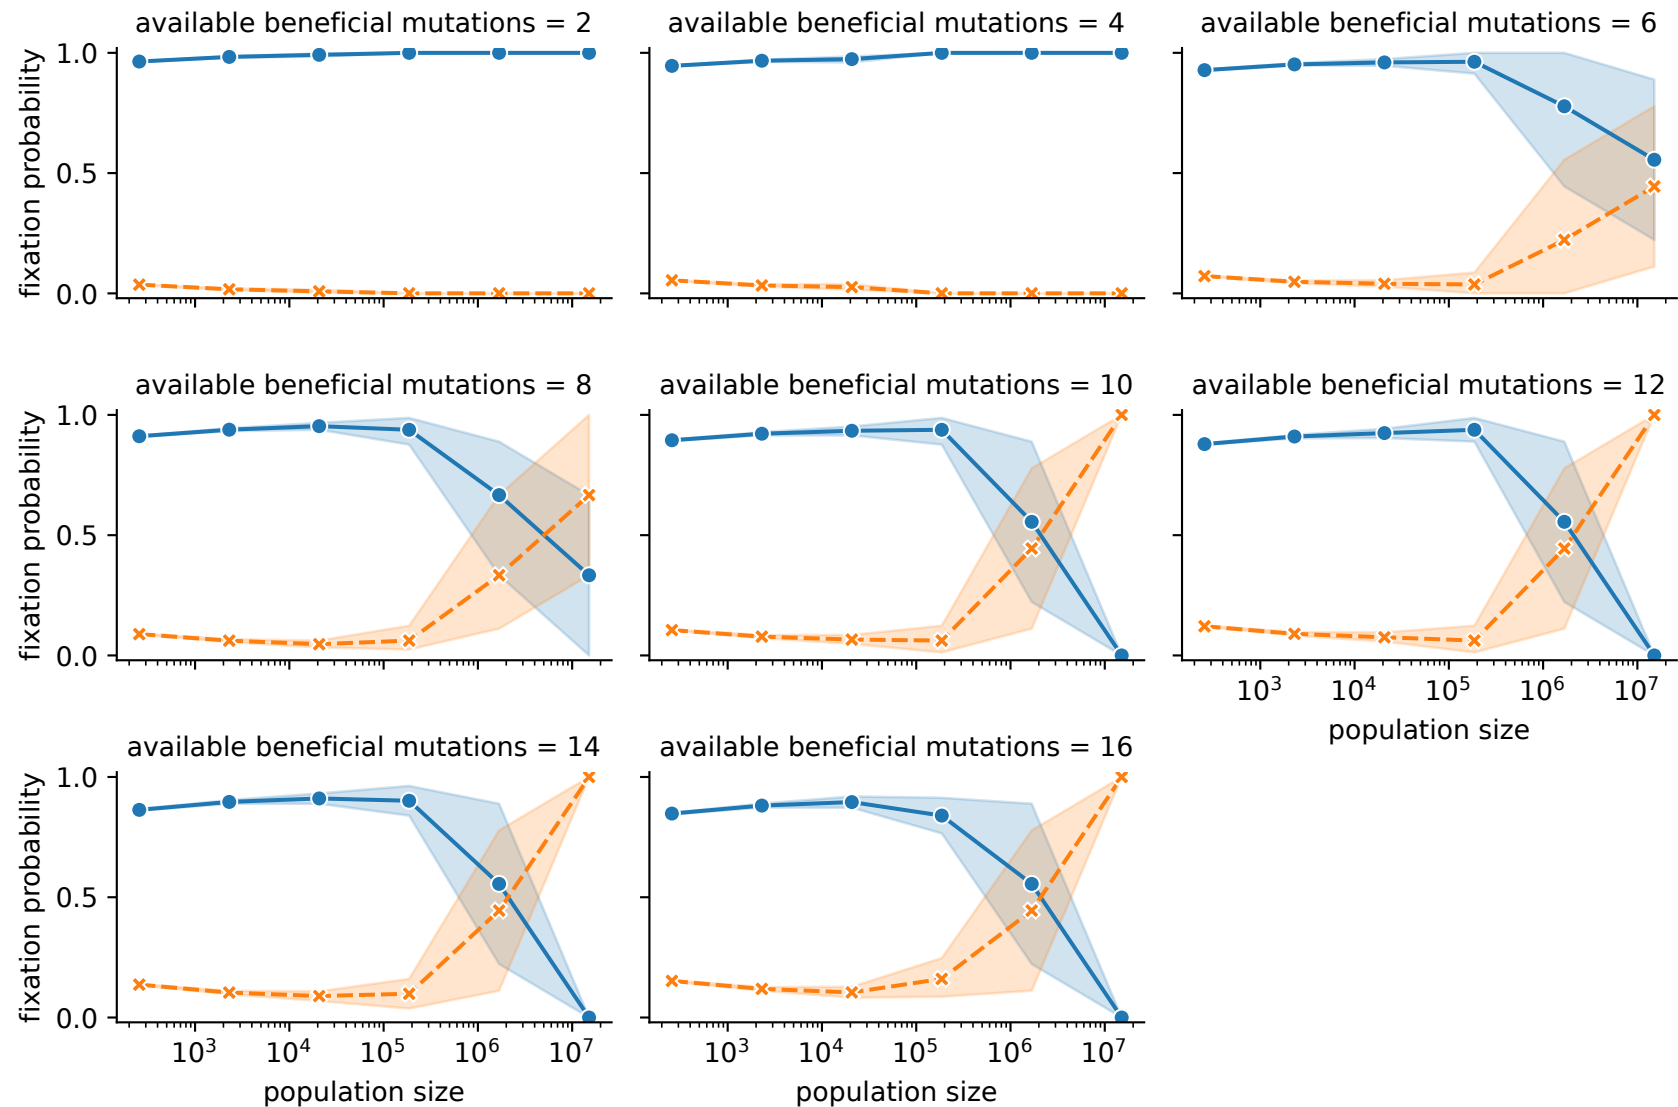 available beneficial mutations = 2
available beneficial mutations = 4
available beneficial mutations = 6
fixation probability
1.0
0.5
0.0
available beneficial mutations = 8
available beneficial mutations = 10
available beneficial mutations = 12
fixation probability
1.0
0.5
0.0
10³ 10⁴ 10⁵ 10⁶ 10⁷
population size
available beneficial mutations = 14
available beneficial mutations = 16
fixation probability
1.0
0.5
0.0
10³ 10⁴ 10⁵ 10⁶ 10⁷
10³ 10⁴ 10⁵ 10⁶ 10⁷
population size
population size